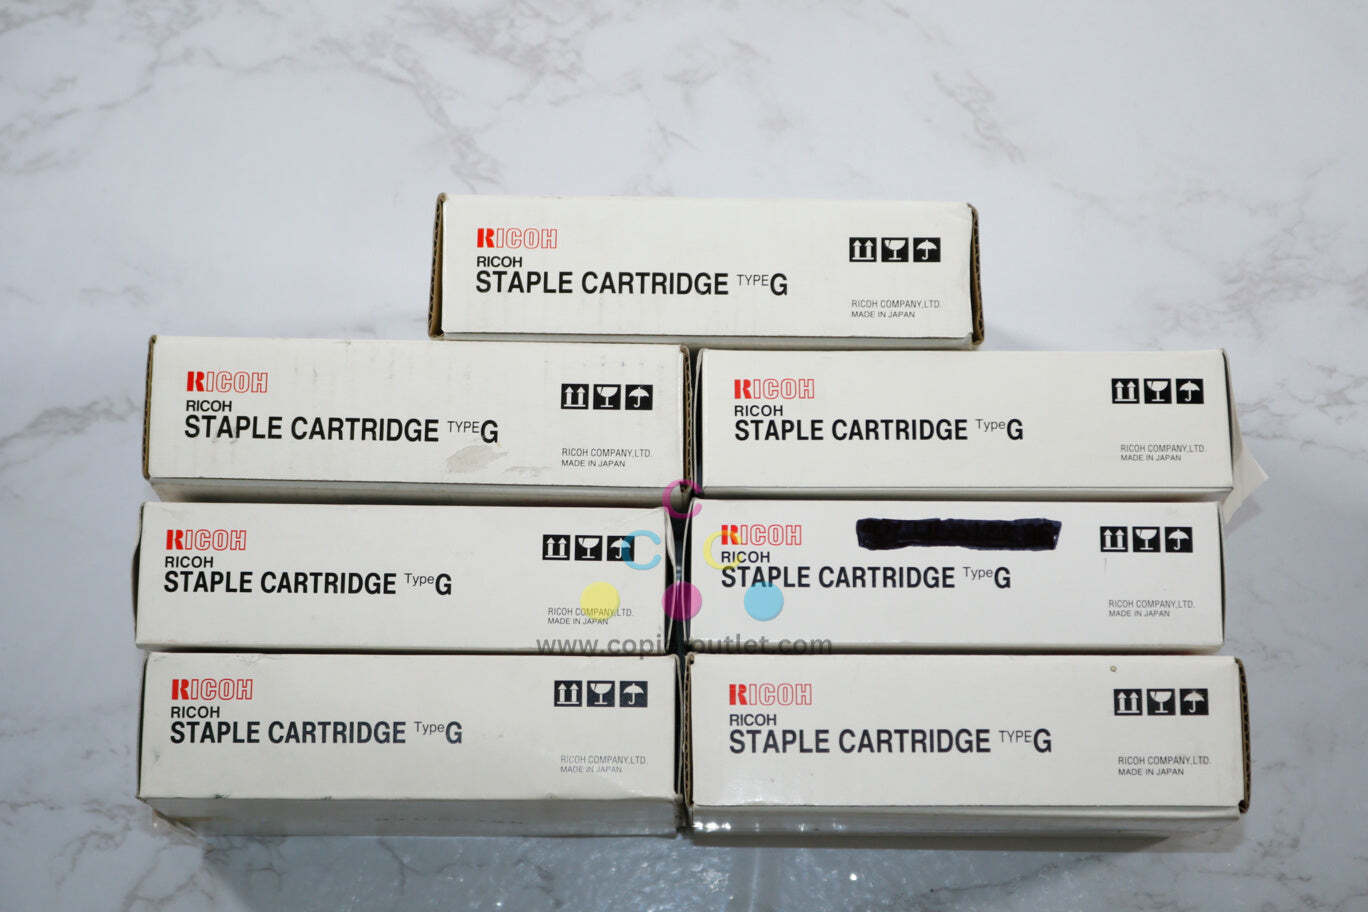 RICOH
RICOH
STAPLE CARTRIDGE TYPE G
RICOH COMPANY,LTD.
MADE IN JAPAN
RICOH
RICOH
STAPLE CARTRIDGE TYPE G
RICOH COMPANY,LTD.
MADE IN JAPAN
RICOH
RICOH
STAPLE CARTRIDGE Type G
RICOH COMPANY,LTD.
MADE IN JAPAN
RICOH
RICOH
STAPLE CARTRIDGE Type G
RICOH COMPANY,LTD.
MADE IN JAPAN
RICOH
RICOH
STAPLE CARTRIDGE Type G
RICOH COMPANY,LTD.
MADE IN JAPAN
C
C C
www.copieroutlet.com
RICOH
RICOH
STAPLE CARTRIDGE Type G
RICOH COMPANY,LTD.
MADE IN JAPAN
RICOH
RICOH
STAPLE CARTRIDGE TYPE G
RICOH COMPANY,LTD.
MADE IN JAPAN